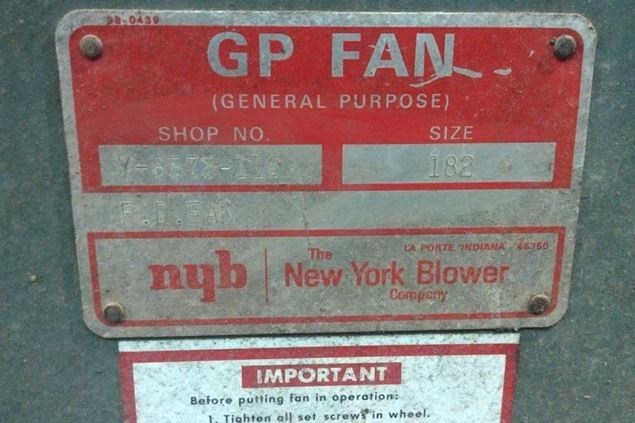 98-0439
GP FAN
(GENERAL PURPOSE)
SHOP NO. SIZE
182
F.D.FAN
LA PORTE, INDIANA 46350
nyb The
New York Blower
Company
IMPORTANT
Before putting fan in operation:
1. Tighten all set screws in wheel.